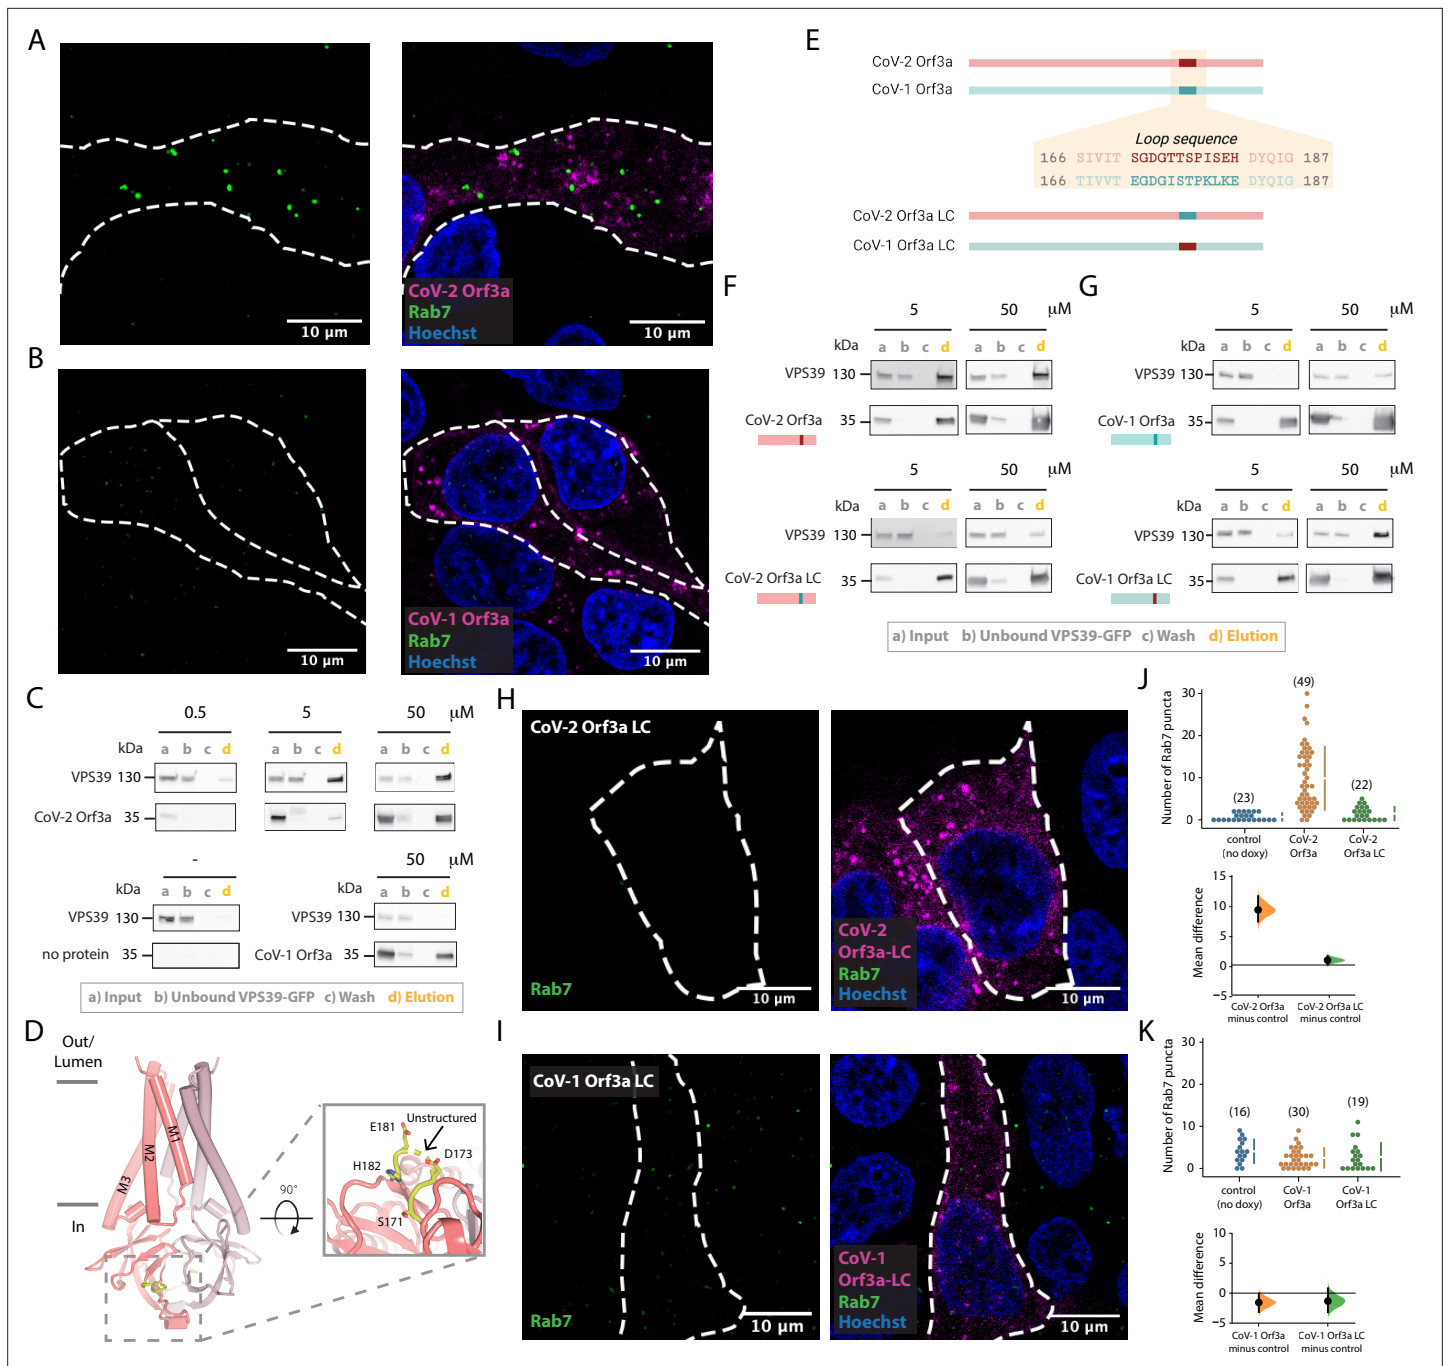 A
10 µm
CoV-2 Orf3a
Rab7
Hoechst
10 µm
B
10 µm
CoV-1 Orf3a
Rab7
Hoechst
10 µm
C
0.5 5 50 µM
kDa a b c d a b c d a b c d
VPS39 130
CoV-2 Orf3a 35
- 50 µM
kDa a b c d kDa a b c d
VPS39 130 VPS39 130
no protein 35 CoV-1 Orf3a 35
a) Input b) Unbound VPS39-GFP c) Wash d) Elution
D
Out/
Lumen
M1
M2
M3
In
90°
Unstructured
E181
D173
H182
S171
E
CoV-2 Orf3a
CoV-1 Orf3a
Loop sequence
166 SIVIT SGDGTTSPISEH DYQIG 187
166 TIVVT EGDGISTPKLKE DYQIG 187
CoV-2 Orf3a LC
CoV-1 Orf3a LC
F
5 50 µM
kDa a b c d a b c d
VPS39 130
CoV-2 Orf3a 35
5 50 µM
kDa a b c d a b c d
VPS39 130
CoV-2 Orf3a LC 35
G
5 50 µM
kDa a b c d a b c d
VPS39 130
CoV-1 Orf3a 35
5 50 µM
kDa a b c d a b c d
VPS39 130
CoV-1 Orf3a LC 35
a) Input b) Unbound VPS39-GFP c) Wash d) Elution
H
CoV-2 Orf3a LC
Rab7
10 µm
CoV-2
Orf3a-LC
Rab7
Hoechst
10 µm
I
CoV-1 Orf3a LC
Rab7
10 µm
CoV-1
Orf3a-LC
Rab7
Hoechst
10 µm
J
Number of Rab7 puncta
30
20
10
0
(23) (49) (22)
control
(no doxy)
CoV-2
Orf3a
CoV-2
Orf3a LC
Mean difference
15
10
5
0
−5
CoV-2 Orf3a
minus control
CoV-2 Orf3a LC
minus control
K
Number of Rab7 puncta
30
20
10
0
(16) (30) (19)
control
(no doxy)
CoV-1
Orf3a
CoV-1
Orf3a LC
Mean difference
10
5
0
−5
CoV-1 Orf3a
minus control
CoV-1 Orf3a LC
minus control